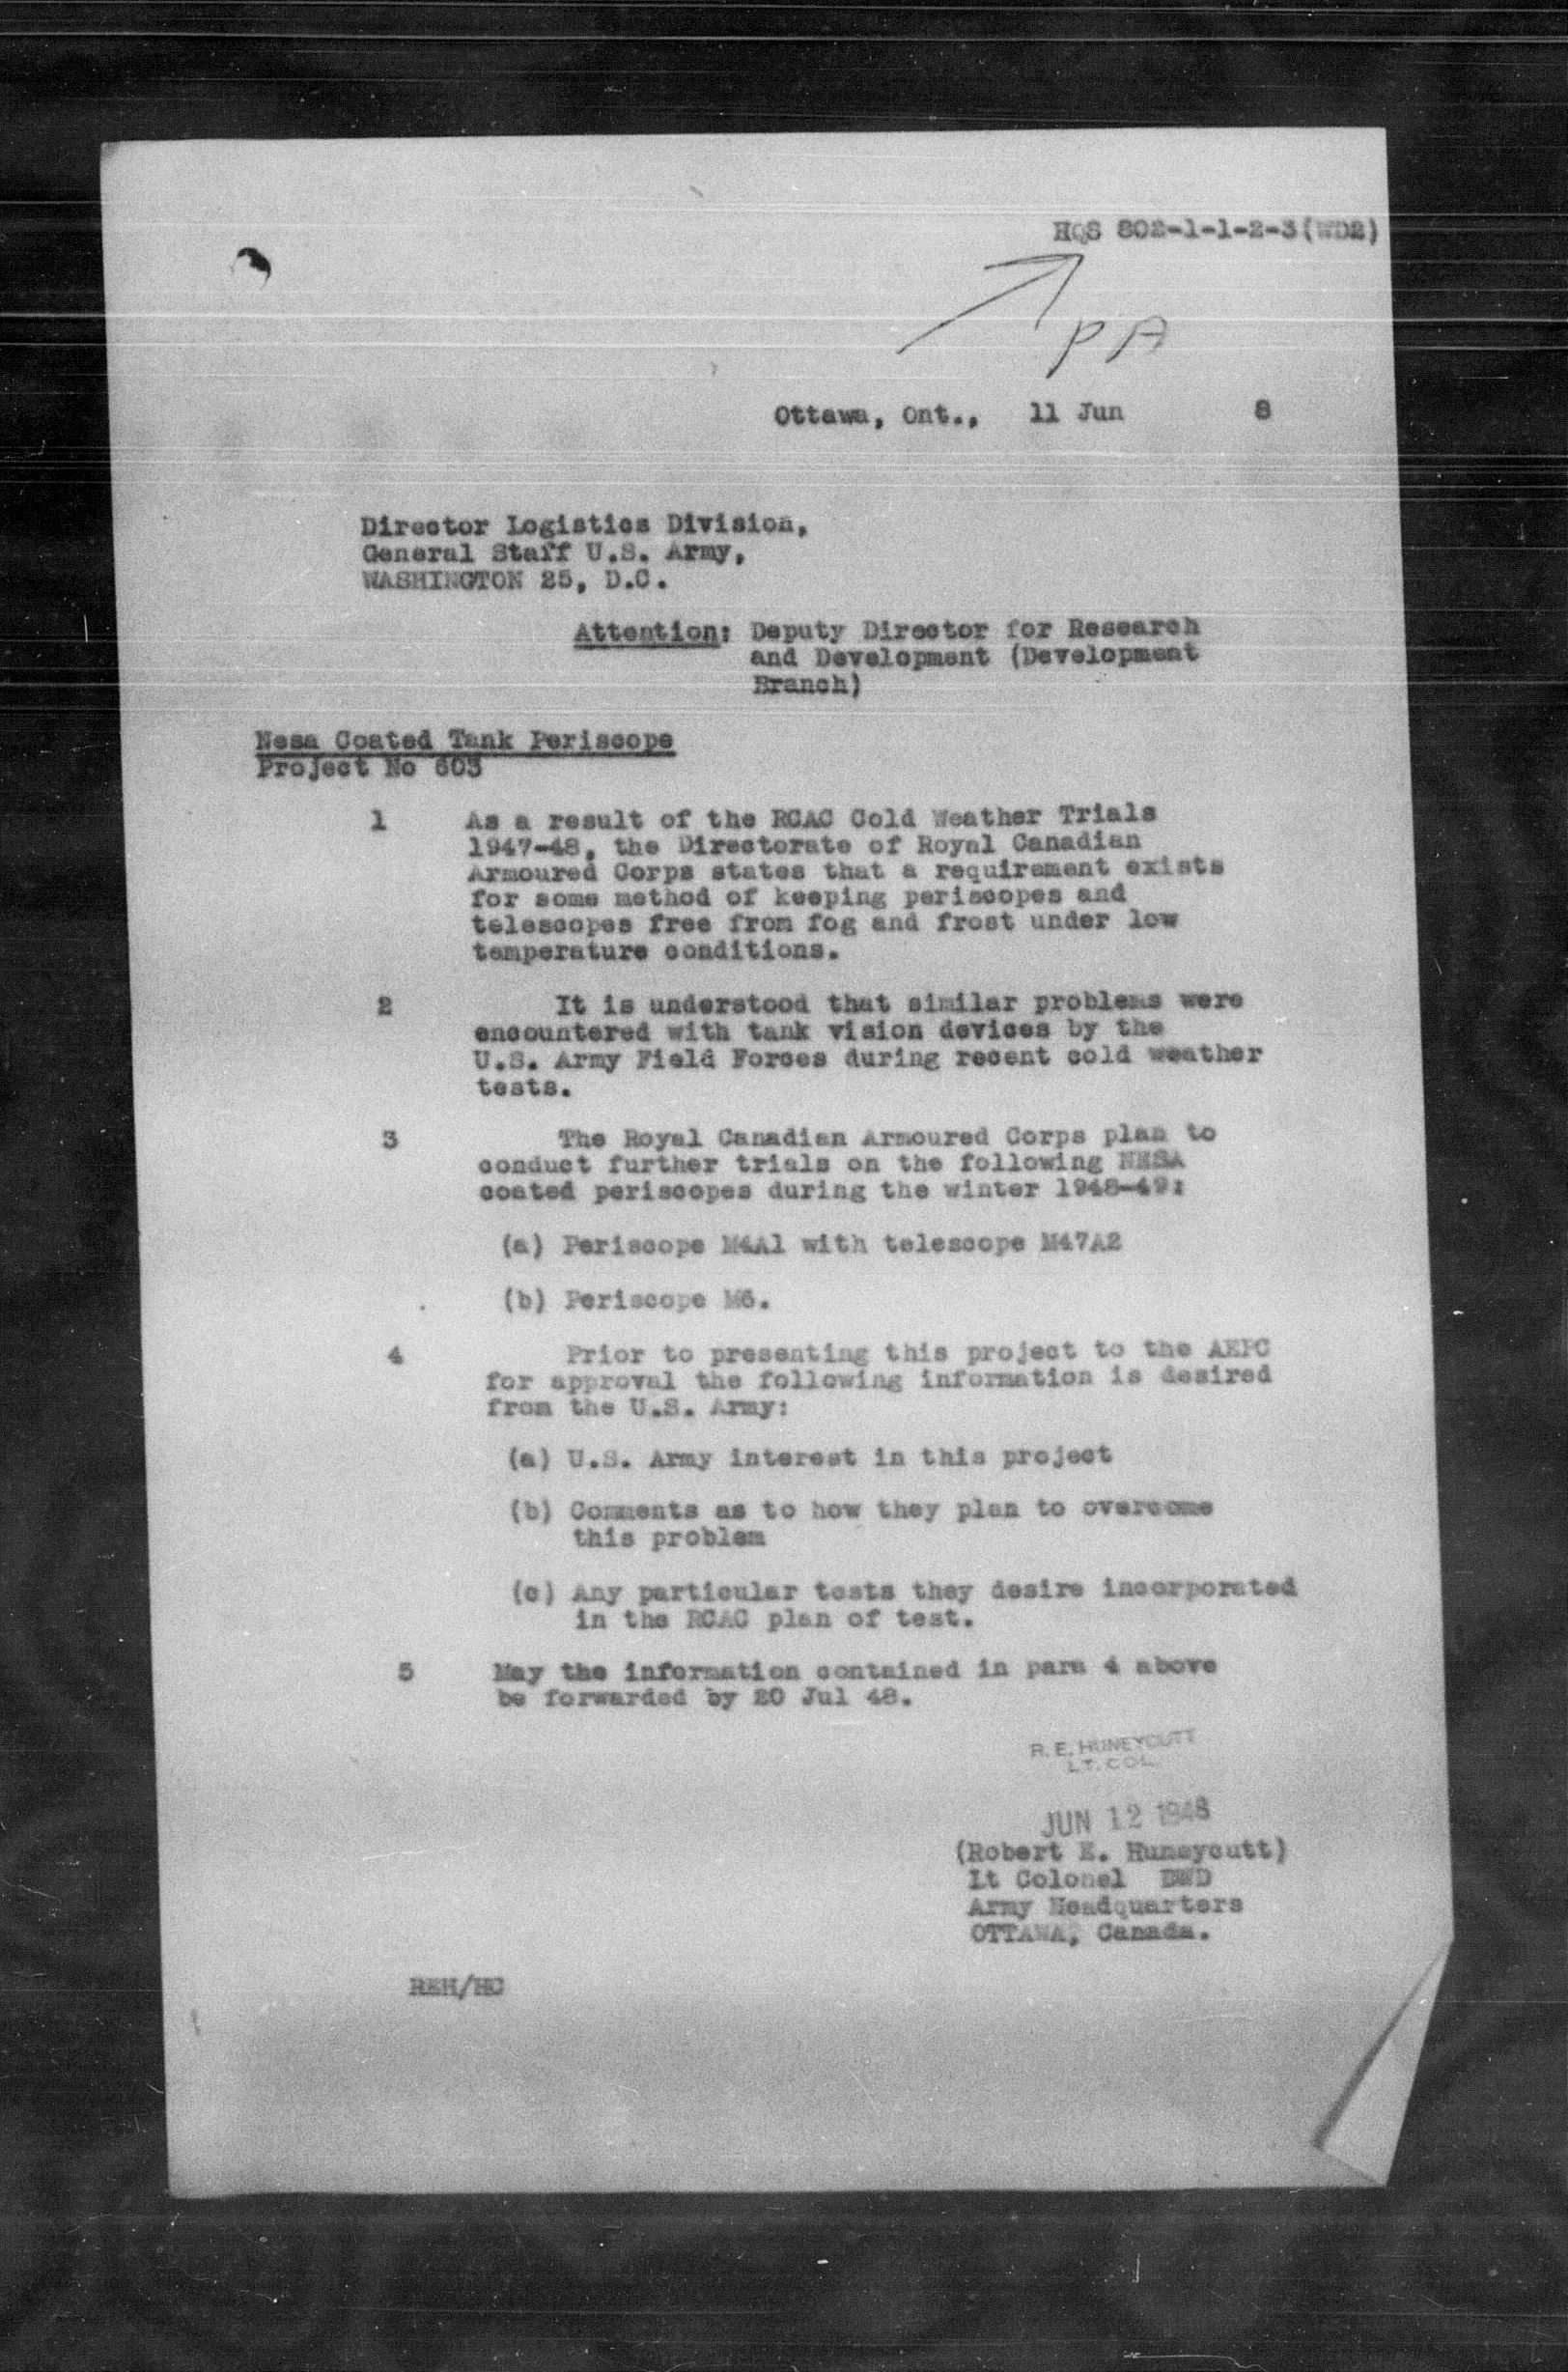 HQS 802-1-1-2-3(WD2)
PA
Ottawa, Ont., 11 Jun 8
Director Logistics Division,
General Staff U.S. Army,
WASHINGTON 25, D.C.
Attention: Deputy Director for Research
and Development (Development
Branch)
Nesa Coated Tank Periscope
Project No 603
1 As a result of the RCAC Cold Weather Trials
1947-48, the Directorate of Royal Canadian
Armoured Corps states that a requirement exists
for some method of keeping periscopes and
telescopes free from fog and frost under low
temperature conditions.
2 It is understood that similar problems were
encountered with tank vision devices by the
U.S. Army Field Forces during recent cold weather
tests.
3 The Royal Canadian Armoured Corps plan to
conduct further trials on the following NESA
coated periscopes during the winter 1948-49:
(a) Periscope M4A1 with telescope M47A2
(b) Periscope M6.
4 Prior to presenting this project to the AEPC
for approval the following information is desired
from the U.S. Army:
(a) U.S. Army interest in this project
(b) Comments as to how they plan to overcome
this problem
(c) Any particular tests they desire incorporated
in the RCAC plan of test.
5 May the information contained in para 4 above
be forwarded by 20 Jul 48.
R. E. HUNEYCUTT
LT. COL.
JUN 12 1948
(Robert E. Huneycutt)
Lt Colonel DWD
Army Headquarters
OTTAWA, Canada.
REH/HC